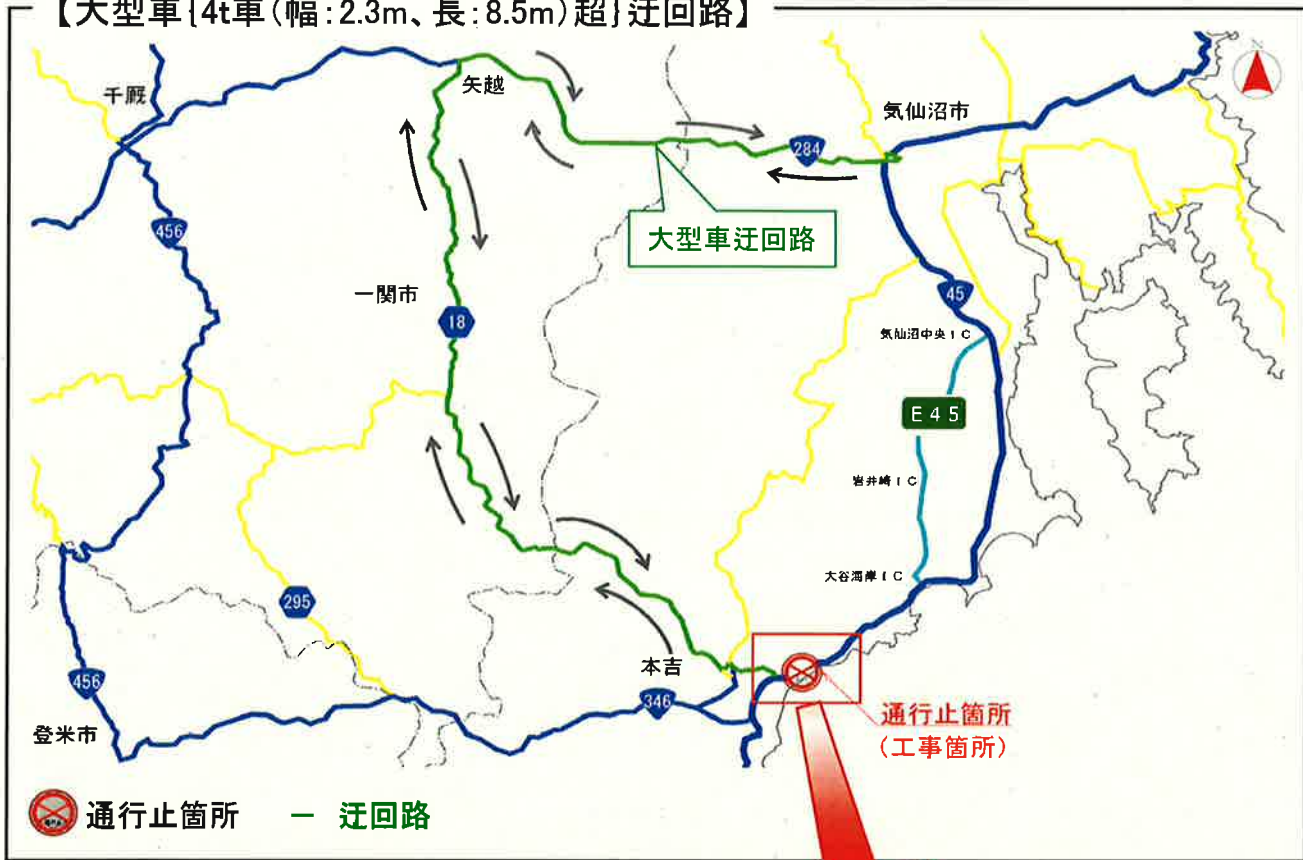 【大型車{4t車(幅:2.3m、長:8.5m)超}迂回路】
N
千厩
矢越
気仙沼市
284
大型車迂回路
456
一関市
18
45
気仙沼中央IC
E45
岩井崎IC
大谷海岸IC
295
本吉
456
346
登米市
通行止箇所
(工事箇所)
通行止箇所
迂回路